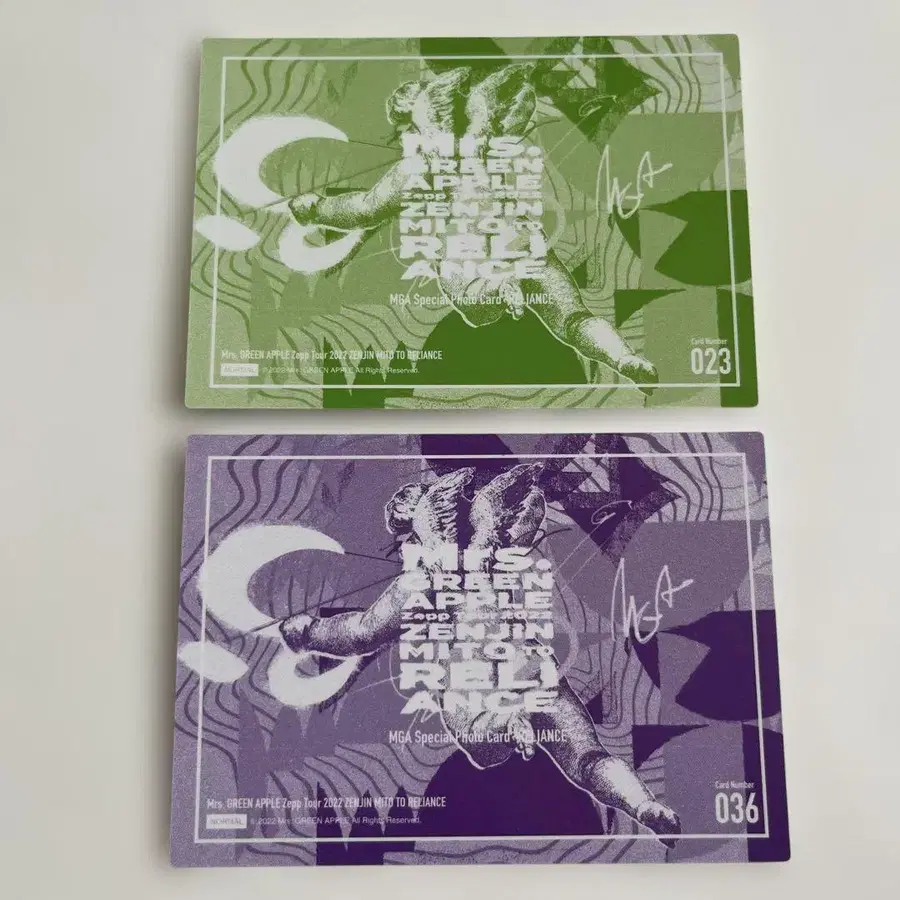 Mrs.
GREEN
APPLE
Zepp Tour 2022
ZENJIN
MITO TO
RELI
ANCE
MGA Special Photo Card - RELIANCE
Mrs. GREEN APPLE Zepp Tour 2022 ZENJIN MITO TO RELIANCE
NORMAL © 2022 Mrs. GREEN APPLE All Rights Reserved.
Card Number
023
Mrs.
GREEN
APPLE
Zepp Tour 2022
ZENJIN
MITO TO
RELI
ANCE
MGA Special Photo Card - RELIANCE
Mrs. GREEN APPLE Zepp Tour 2022 ZENJIN MITO TO RELIANCE
NORMAL © 2022 Mrs. GREEN APPLE All Rights Reserved.
Card Number
036